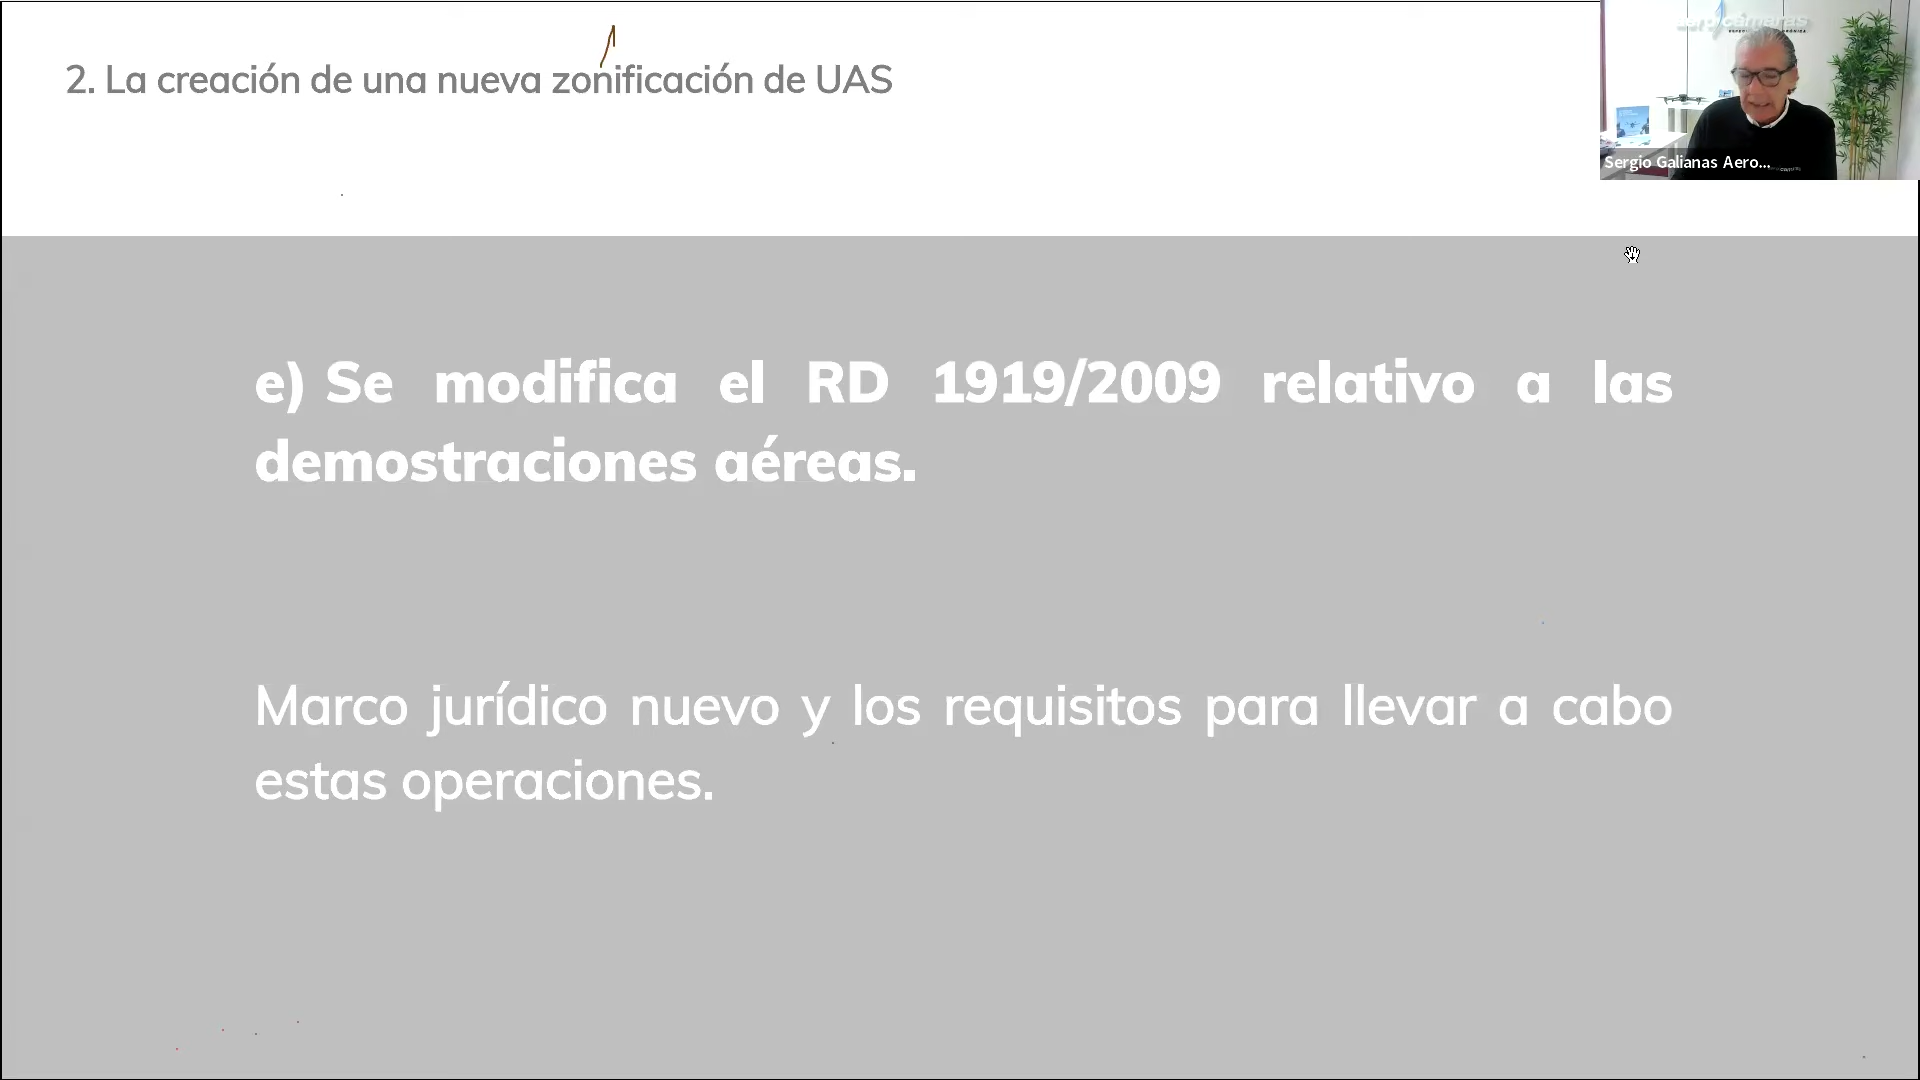 2. La creación de una nueva zonificación de UAS
cámaras
Sergio Galianas Aero...
e) Se modifica el RD 1919/2009 relativo a las
demostraciones aéreas.
Marco jurídico nuevo y los requisitos para llevar a cabo
estas operaciones.